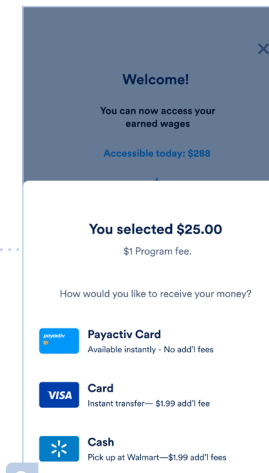 Welcome!
You can now access your
earned wages
Accessible today: $288
You selected $25.00
$1 Program fee.
How would you like to receive your money?
payactiv
Payactiv Card
Available instantly - No add'l fees
VISA
Card
Instant transfer— $1.99 add'l fee
Cash
Pick up at Walmart—$1.99 add'l fees